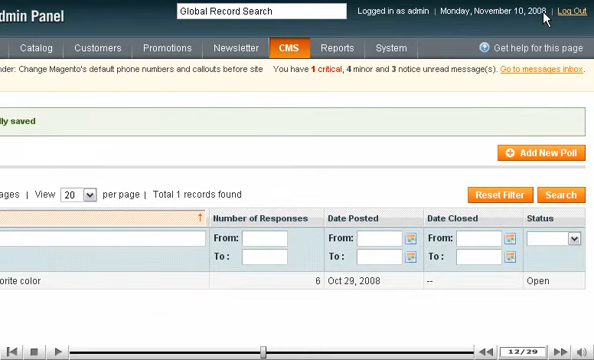 dmin Panel
Global Record Search
Logged in as admin | Monday, November 10, 2008 | Log Out
Catalog Customers Promotions Newsletter CMS Reports System Get help for this page
nder: Change Magento's default phone numbers and callouts before site You have 1 critical, 4 minor and 3 notice unread message(s). Go to messages inbox.
lly saved
Add New Poll
ages | View 20 per page | Total 1 records found Reset Filter Search
Number of Responses Date Posted Date Closed Status
From: From: From:
To : To : To :
orite color 6 Oct 29, 2008 -- Open
12/29